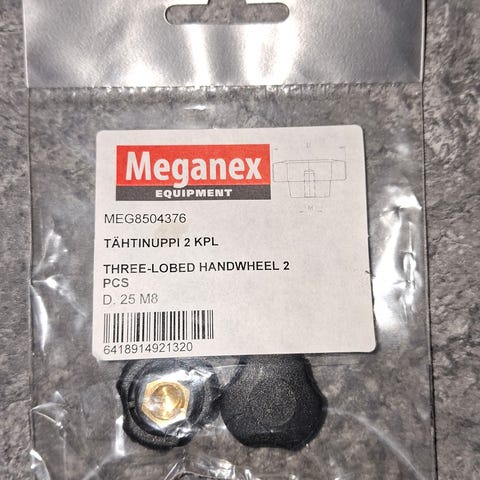 Meganex
EQUIPMENT
D
M
MEG8504376
TÄHTINUPPI 2 KPL
THREE-LOBED HANDWHEEL 2
PCS
D. 25 M8
6418914921320